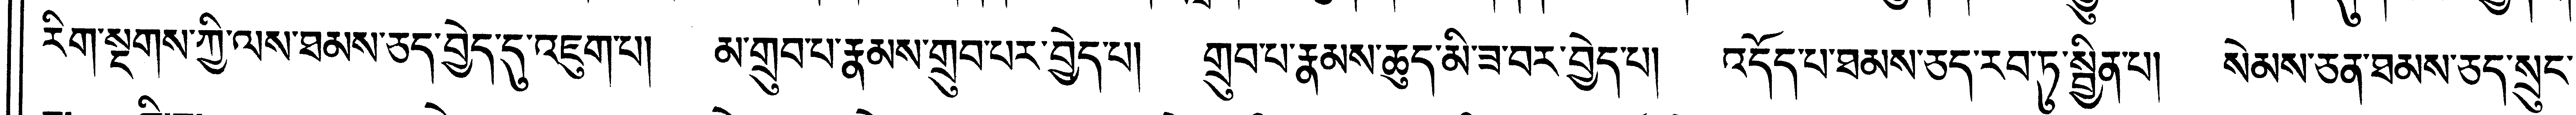 རིག་སྔགས་ཀྱི་ལས་ཐམས་ཅད་བྱེད་དུ་འཇུག་པ། མ་གྲུབ་པ་རྣམས་གྲུབ་པར་བྱེད་པ། གྲུབ་པ་རྣམས་ཆུད་མི་ཟ་བར་བྱེད་པ། འདོད་པ་ཐམས་ཅད་རབ་ཏུ་སྦྱིན་པ། སེམས་ཅན་ཐམས་ཅད་སྲུང་